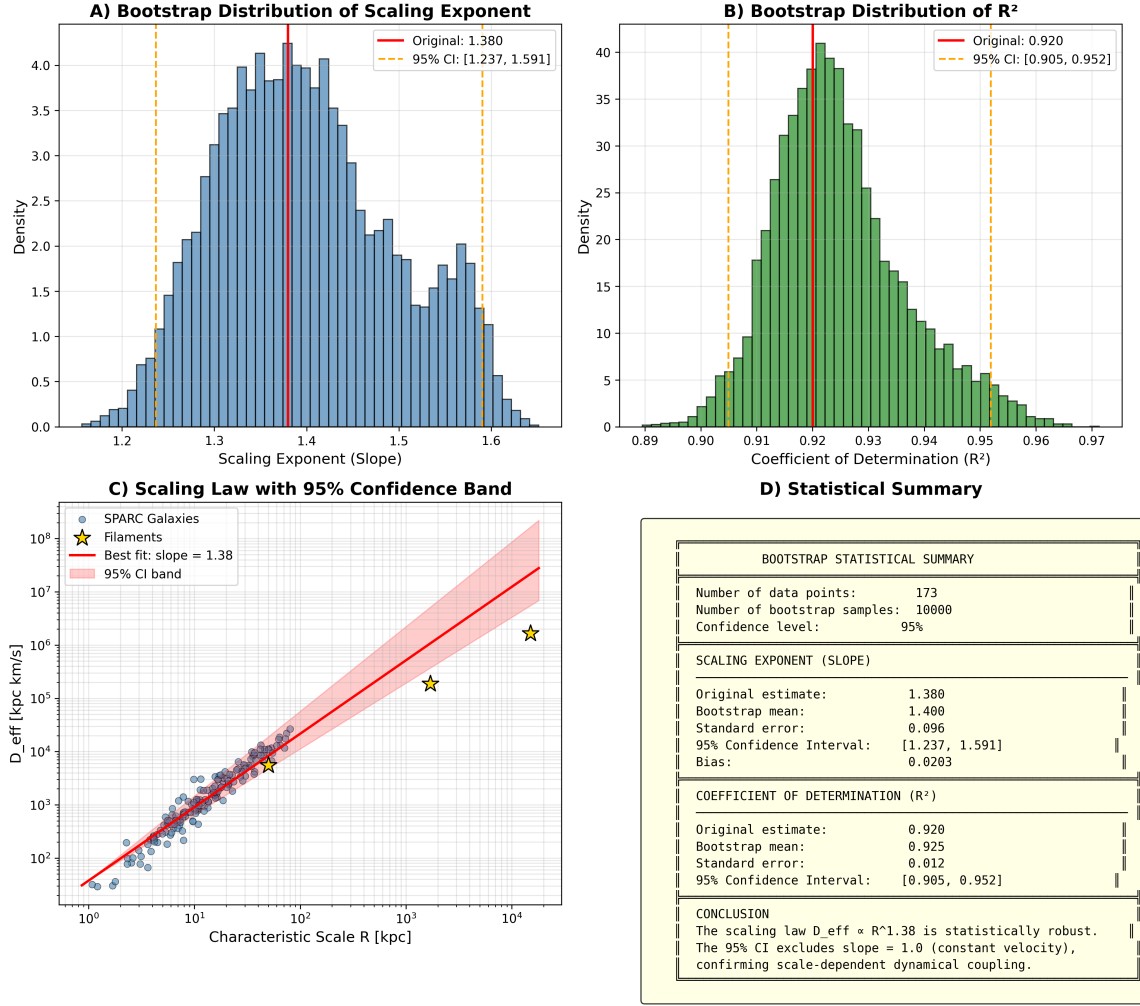 A) Bootstrap Distribution of Scaling Exponent
Original: 1.380
95% CI: [1.237, 1.591]
4.0
3.5
3.0
2.5
2.0
1.5
1.0
0.5
0.0
Density
1.2
1.3
1.4
1.5
1.6
Scaling Exponent (Slope)
B) Bootstrap Distribution of R²
Original: 0.920
95% CI: [0.905, 0.952]
40
35
30
25
20
15
10
5
0
Density
0.89
0.90
0.91
0.92
0.93
0.94
0.95
0.96
0.97
Coefficient of Determination (R²)
C) Scaling Law with 95% Confidence Band
SPARC Galaxies
Filaments
Best fit: slope = 1.38
95% CI band
10⁸
10⁷
10⁶
10⁵
10⁴
10³
10²
D_eff [kpc km/s]
10⁰
10¹
10²
10³
10⁴
Characteristic Scale R [kpc]
D) Statistical Summary
BOOTSTRAP STATISTICAL SUMMARY
Number of data points: 173
Number of bootstrap samples: 10000
Confidence level: 95%
SCALING EXPONENT (SLOPE)
Original estimate: 1.380
Bootstrap mean: 1.400
Standard error: 0.096
95% Confidence Interval: [1.237, 1.591]
Bias: 0.0203
COEFFICIENT OF DETERMINATION (R²)
Original estimate: 0.920
Bootstrap mean: 0.925
Standard error: 0.012
95% Confidence Interval: [0.905, 0.952]
CONCLUSION
The scaling law D_eff ∝ R^1.38 is statistically robust.
The 95% CI excludes slope = 1.0 (constant velocity),
confirming scale-dependent dynamical coupling.